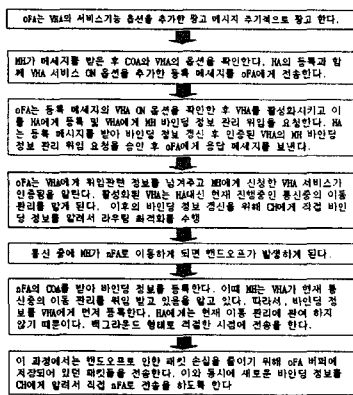 oFA는 VHA의 서비스기능 옵션을 추가한 광고 메시지 주기적으로 광고 한다.
MH가 메세지를 받은 후 COA와 VHA의 옵션을 확인한다. HA의 등록과 함
께 VHA 서비스 ON 옵션을 추가한 등록 메세지를 oFA에게 전송한다.
oFA는 등록 메세지의 VHA ON 옵션을 확인한 후 VHA를 활성화시키고 이
를 HA에게 등록 및 VHA에게 MH 바인딩 정보 관리 위임을 요청한다. HA
는 등록 메시지를 받아 바인딩 정보 갱신 후 인증된 VHA의 MH 바인딩
정보 관리 위임 요청을 승인 후 oFA에게 응답 메세지를 보낸다.
oFA는 VHA에게 위임관련 정보를 넘겨주고 MH에게 신청한 VHA 서비스가
인증됨을 알린다. 활성화된 VHA는 HA대신 현재 진행중인 통신중의 이동
관리를 맡게 된다. 이후의 바인딩 정보 갱신을 위해 CH에게 직접 바인
딩 정보를 알려서 라우팅 최적화를 수행
통신 중에 MH가 nFA로 이동하게 되면 핸드오프가 발생하게 된다.
nFA의 COA를 받아 바인딩 정보를 등록한다. 이때 MH는 VHA가 현재 통
신중의 이동 관리를 위임 받고 있음을 알고 있다. 따라서, 바인딩 정
보를 VHA에게 먼저 등록한다. HA에게는 현재 이동 관리에 관여 하지
않기 때문이다. 백그라운드 형태로 적절한 시점에 전송을 한다.
이 과정에서는 핸드오프로 인한 패킷 손실을 줄이기 위해 oFA 버퍼에
저장되어 있던 패킷들을 전송한다. 이와 동시에 새로운 바인딩 정보를
CH에게 알려서 직접 nFA로 전송을 하도록 한다